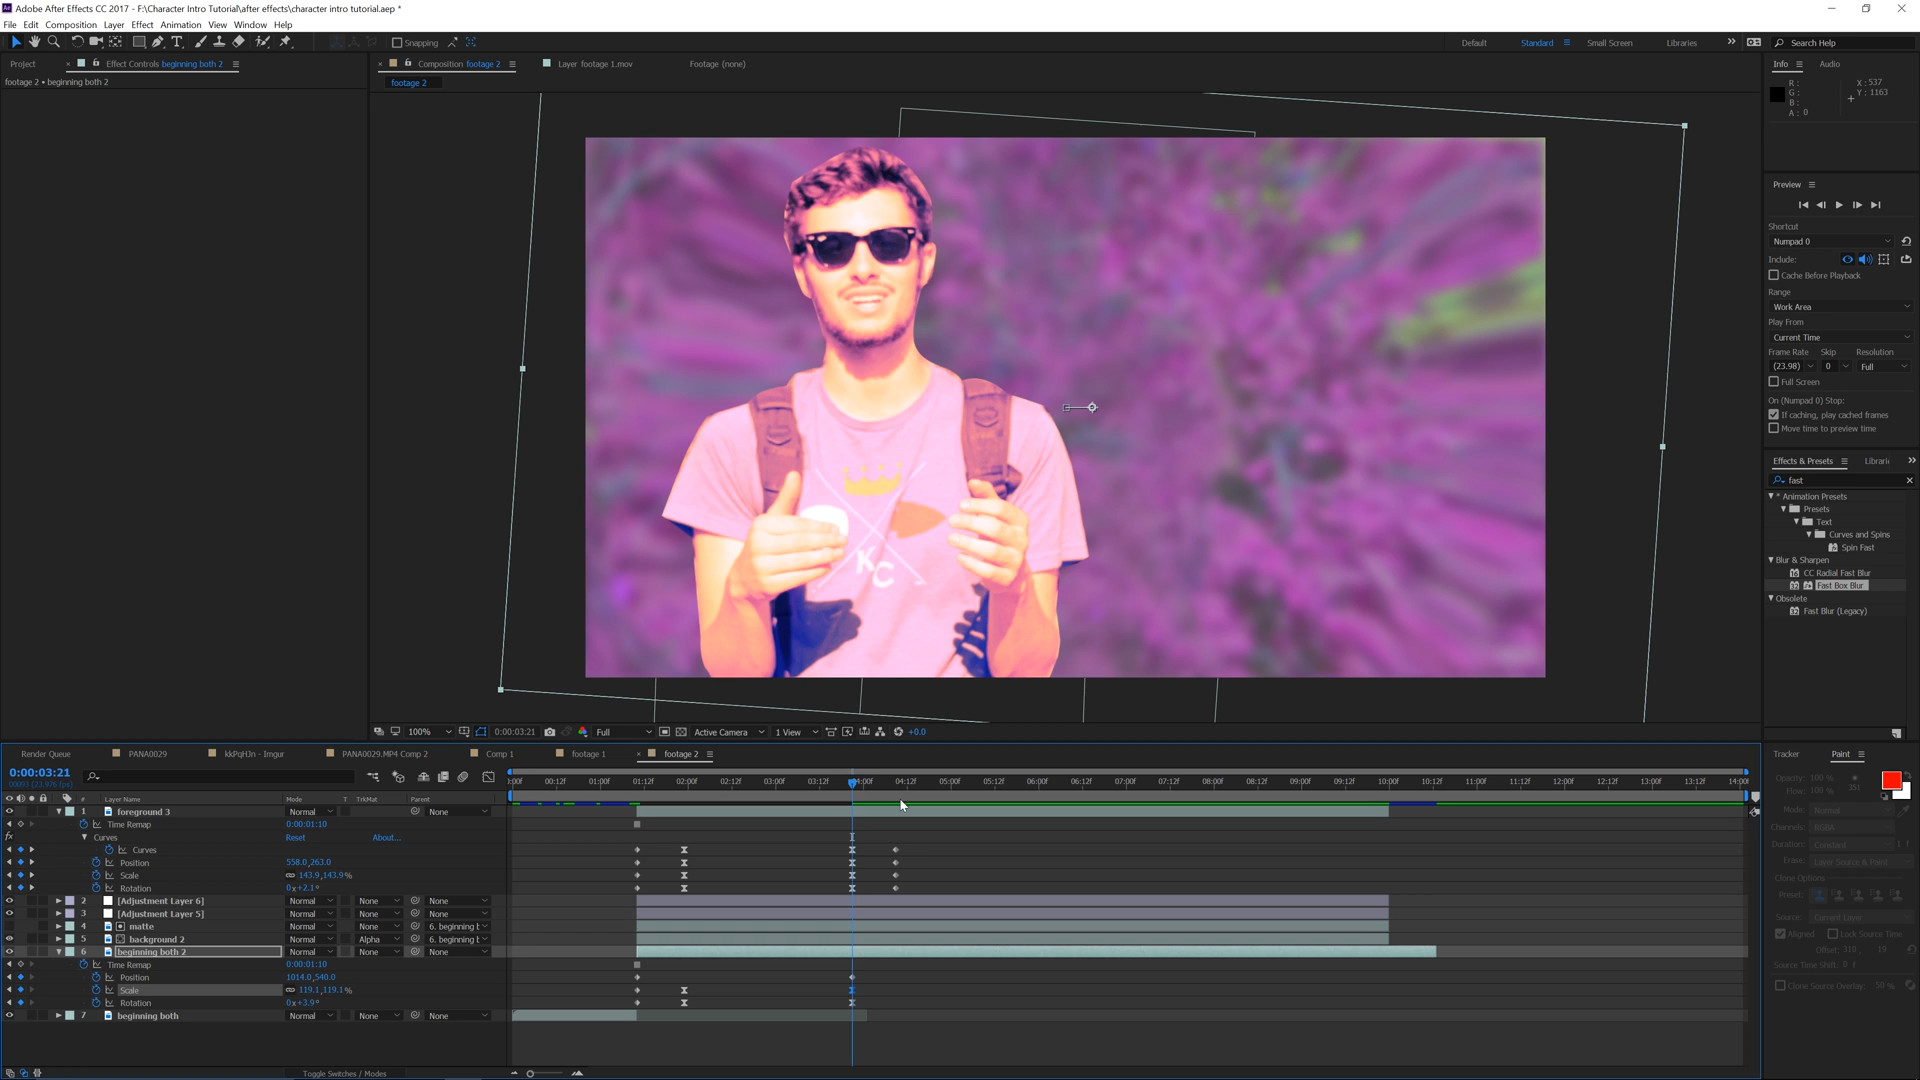 Adobe After Effects CC 2017 - F:\Character Intro Tutorial\after effects\character intro tutorial.aep *
File Edit Composition Layer Effect Animation View Window Help
Snapping
Default Standard Small Screen Libraries Search Help
Project Effect Controls beginning both 2
footage 2 • beginning both 2
Composition footage 2 Layer footage 1.mov Footage (none)
footage 2
Info Audio
R :
G :
B :
A : 0
X : 537
Y : 1163
Preview
Shortcut
Numpad 0
Include:
Cache Before Playback
Range
Work Area
Play From
Current Time
Frame Rate Skip Resolution
(23.98) 0 Full
Full Screen
On (Numpad 0) Stop:
If caching, play cached frames
Move time to preview time
Effects & Presets Librari
fast
* Animation Presets
Presets
Text
Curves and Spins
Spin Fast
Blur & Sharpen
CC Radial Fast Blur
Fast Box Blur
Obsolete
Fast Blur (Legacy)
K C
100% 0:00:03:21 Full Active Camera 1 View +0.0
Render Queue PANA0029 kkPqHJn - Imgur PANA0029.MP4 Comp 2 Comp 1 footage 1 footage 2
0:00:03:21
# Layer Name Mode T TrkMat Parent
00:12f 01:00f 01:12f 02:00f 02:12f 03:00f 03:12f 04:00f 04:12f 05:00f 05:12f 06:00f 06:12f 07:00f 07:12f 08:00f 08:12f 09:00f 09:12f 10:00f 10:12f 11:00f 11:12f 12:00f 12:12f 13:00f 13:12f 14:00f
1 foreground 3 Normal None
Time Remap 0:00:01:10
fx Curves Reset About...
Curves
Position 558.0,263.0
Scale 143.9,143.9%
Rotation 0x+2.1°
2 [Adjustment Layer 6] Normal None None
3 [Adjustment Layer 5] Normal None None
4 matte Normal None 6. beginning t
5 background 2 Normal Alpha 6. beginning t
6 beginning both 2 Normal None None
Time Remap 0:00:01:10
Position 1014.0,540.0
Scale 119.1,119.1%
Rotation 0x+3.9°
7 beginning both Normal None None
Toggle Switches / Modes
Tracker Paint
Opacity: 100 %
Flow: 100 %
351
Mode: Normal
Channels: RGBA
Duration: Constant
Erase: Layer Source & Paint
Clone Options
Preset:
Source: Current Layer
Aligned Lock Source Time
Offset: 310 , 19
Source Time Shift: 0 f
Clone Source Overlay: 50 %